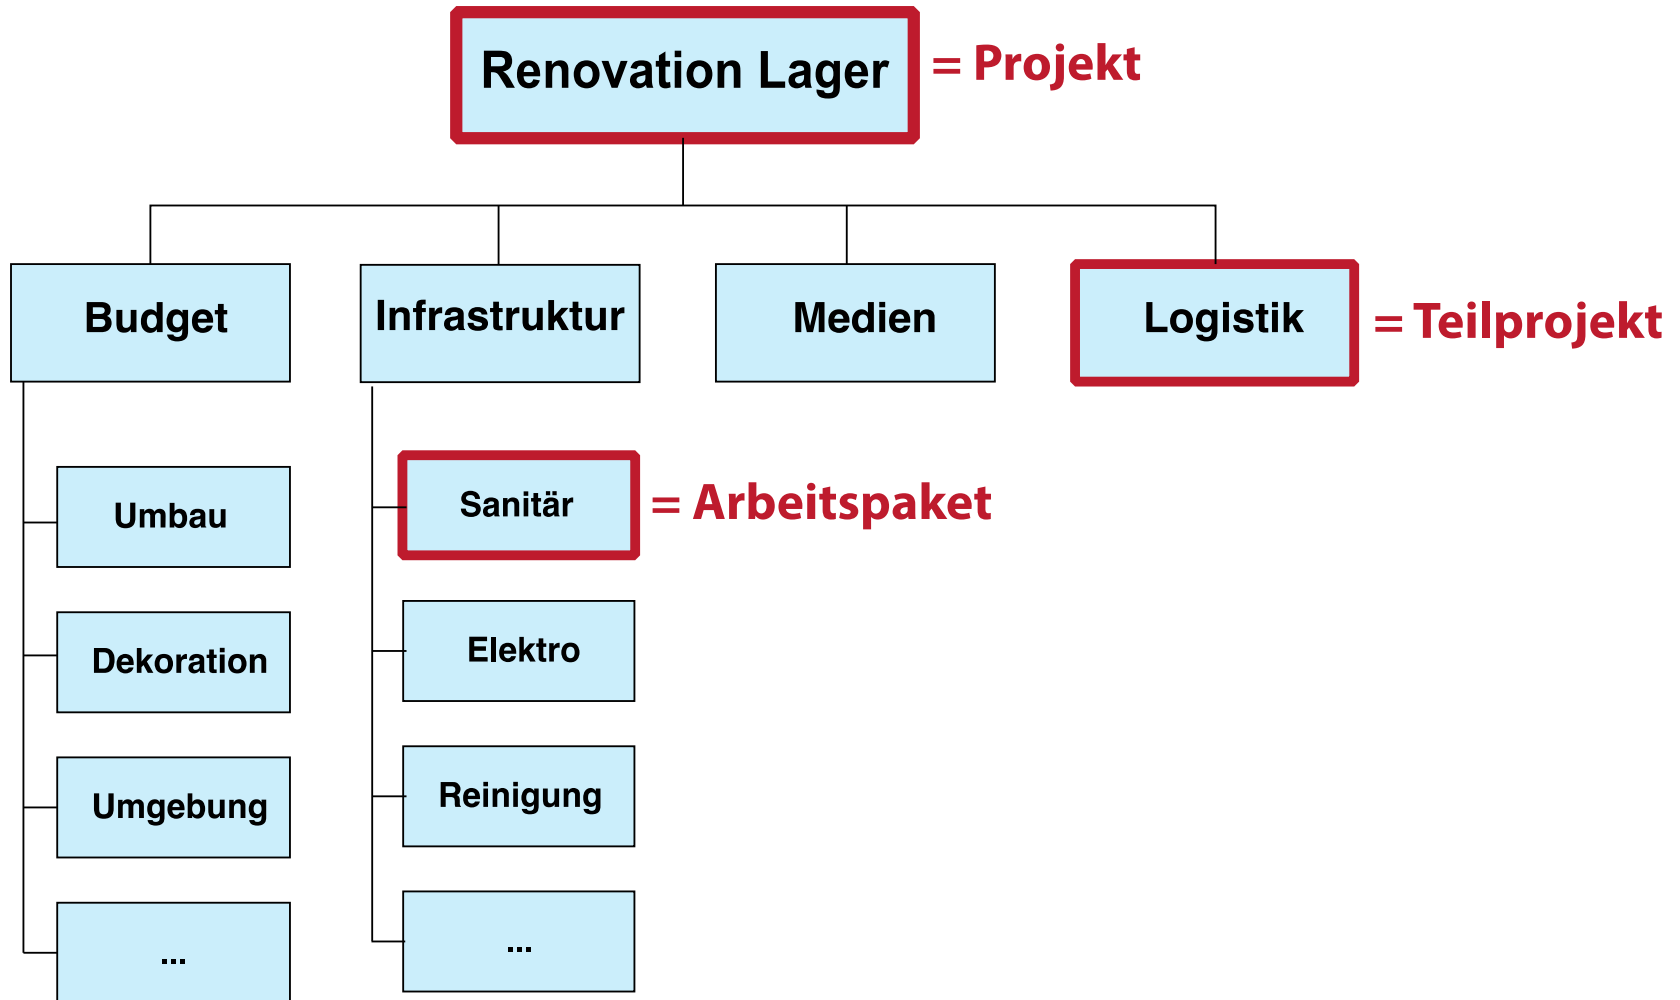 Renovation Lager
= Projekt
Budget
Infrastruktur
Medien
Logistik
= Teilprojekt
Umbau
Dekoration
Umgebung
...
Sanitär
= Arbeitspaket
Elektro
Reinigung
...